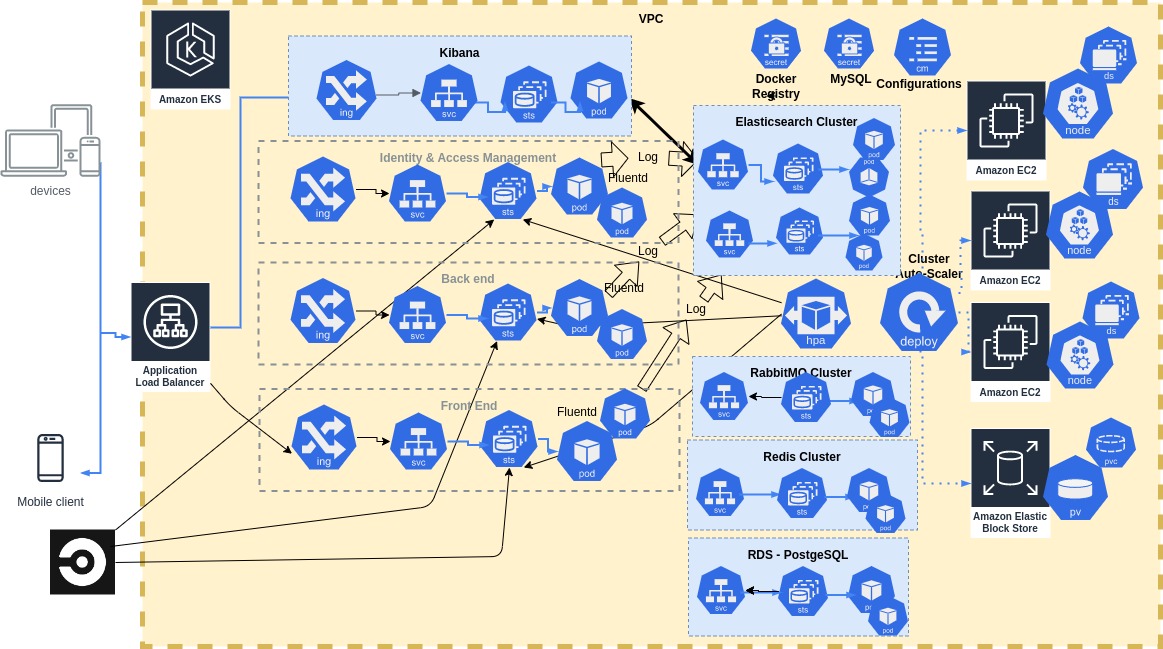 VPC
Amazon EKS
Kibana
ing
svc
sts
pod
secret
secret
cm
Docker
Registry
MySQL
Configurations
ds
node
Amazon EC2
devices
Identity & Access Management
ing
svc
sts
pod
pod
Log
Fluentd
Elasticsearch Cluster
svc
sts
pod
pod
svc
sts
pod
pod
ds
node
Amazon EC2
Log
Back end
ing
svc
sts
pod
pod
Fluentd
Log
hpa
Cluster
Auto-Scaler
deploy
ds
node
Amazon EC2
Application
Load Balancer
Front End
ing
svc
sts
pod
pod
Fluentd
RabbitMQ Cluster
svc
sts
pod
Redis Cluster
svc
sts
pod
pvc
pv
Amazon Elastic
Block Store
Mobile client
RDS - PostgeSQL
svc
sts
pod